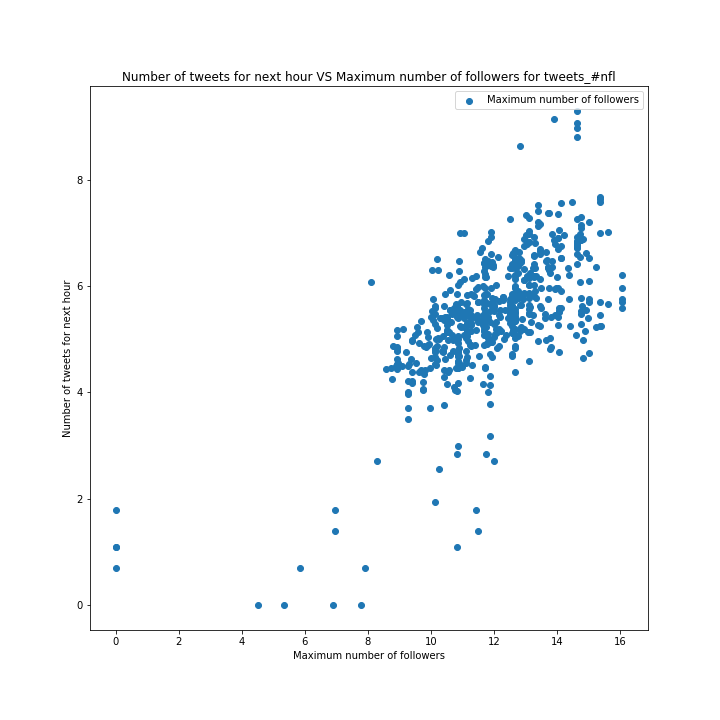 Number of tweets for next hour VS Maximum number of followers for tweets_#nfl
Maximum number of followers
8
6
4
2
0
Number of tweets for next hour
0 2 4 6 8 10 12 14 16
Maximum number of followers